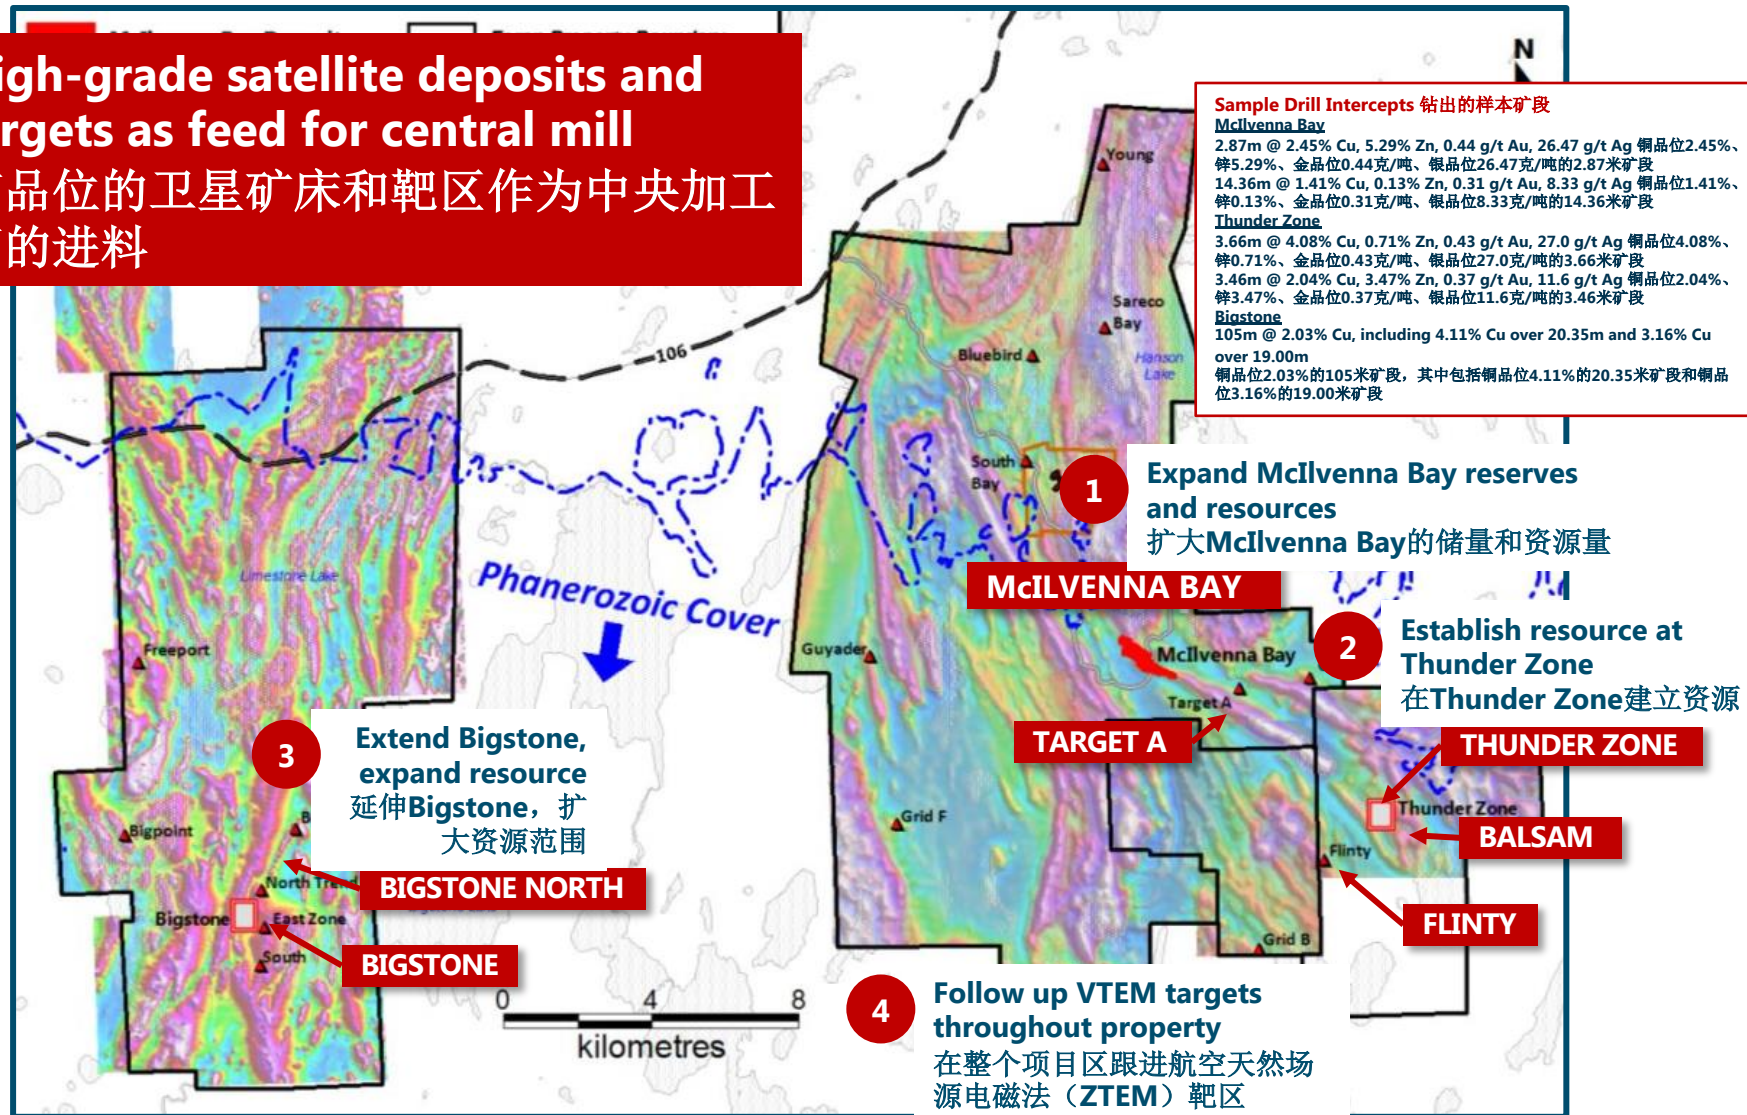 igh-grade satellite deposits and
rgets as feed for central mill
品位的卫星矿床和靶区作为中央加工
的进料
N
Sample Drill Intercepts 钻出的样本矿段
McIlvenna Bay
2.87m @ 2.45% Cu, 5.29% Zn, 0.44 g/t Au, 26.47 g/t Ag 铜品位2.45%、
锌5.29%、金品位0.44克/吨、银品位26.47克/吨的2.87米矿段
14.36m @ 1.41% Cu, 0.13% Zn, 0.31 g/t Au, 8.33 g/t Ag 铜品位1.41%、
锌0.13%、金品位0.31克/吨、银品位8.33克/吨的14.36米矿段
Thunder Zone
3.66m @ 4.08% Cu, 0.71% Zn, 0.43 g/t Au, 27.0 g/t Ag 铜品位4.08%、
锌0.71%、金品位0.43克/吨、银品位27.0克/吨的3.66米矿段
3.46m @ 2.04% Cu, 3.47% Zn, 0.37 g/t Au, 11.6 g/t Ag 铜品位2.04%、
锌3.47%、金品位0.37克/吨、银品位11.6克/吨的3.46米矿段
Bigstone
105m @ 2.03% Cu, including 4.11% Cu over 20.35m and 3.16% Cu
over 19.00m
铜品位2.03%的105米矿段，其中包括铜品位4.11%的20.35米矿段和铜品
位3.16%的19.00米矿段
Young
Sareco
Bay
Bluebird
Hanson
Lake
106
South
Bay
1
Expand McIlvenna Bay reserves
and resources
扩大McIlvenna Bay的储量和资源量
McILVENNA BAY
Limestone Lake
Phanerozoic Cover
Freeport
Guyader
McIlvenna Bay
Target A
2
Establish resource at
Thunder Zone
在Thunder Zone建立资源
TARGET A
THUNDER ZONE
3
Extend Bigstone,
expand resource
延伸Bigstone，扩
大资源范围
Bigpoint
B
Grid F
Thunder Zone
BALSAM
Flinty
North Trend
BIGSTONE NORTH
Bigstone
East Zone
FLINTY
South
BIGSTONE
Grid B
0 4 8
kilometres
4
Follow up VTEM targets
throughout property
在整个项目区跟进航空天然场
源电磁法（ZTEM）靶区